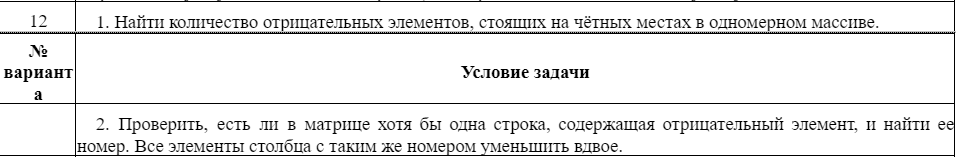 12 1. Найти количество отрицательных элементов, стоящих на чётных местах в одномерном массиве.
№
вариант
а
Условие задачи
2. Проверить, есть ли в матрице хотя бы одна строка, содержащая отрицательный элемент, и найти ее
номер. Все элементы столбца с таким же номером уменьшить вдвое.